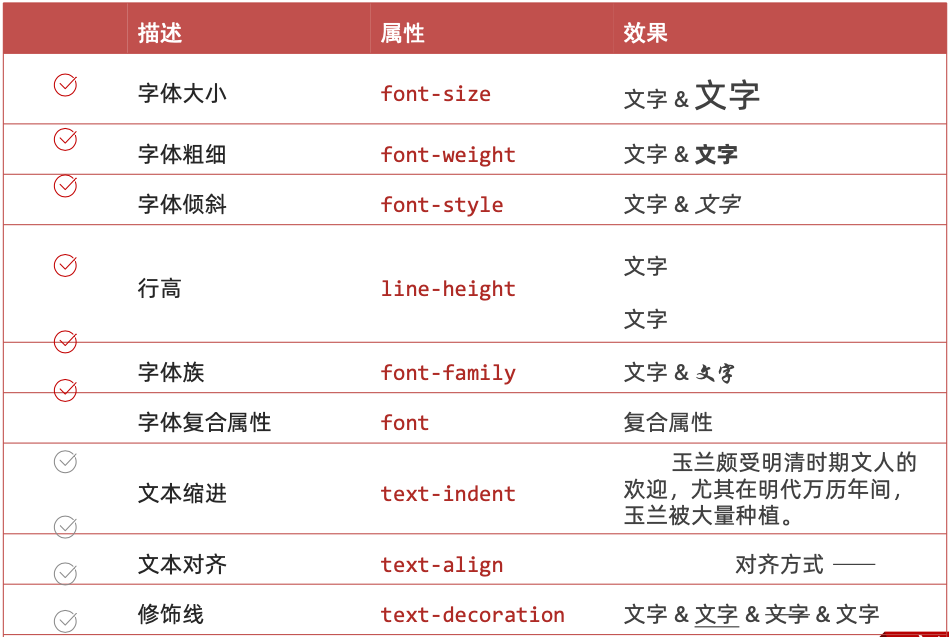 描述 属性 效果
字体大小 font-size 文字 & 文字
字体粗细 font-weight 文字 & 文字
字体倾斜 font-style 文字 & 文字
文字
行高 line-height
文字
字体族 font-family 文字 & 文字
字体复合属性 font 复合属性
玉兰颇受明清时期文人的
文本缩进 text-indent 欢迎，尤其在明代万历年间，
玉兰被大量种植。
文本对齐 text-align 对齐方式 ——
修饰线 text-decoration 文字 & 文字 & 文字 & 文字